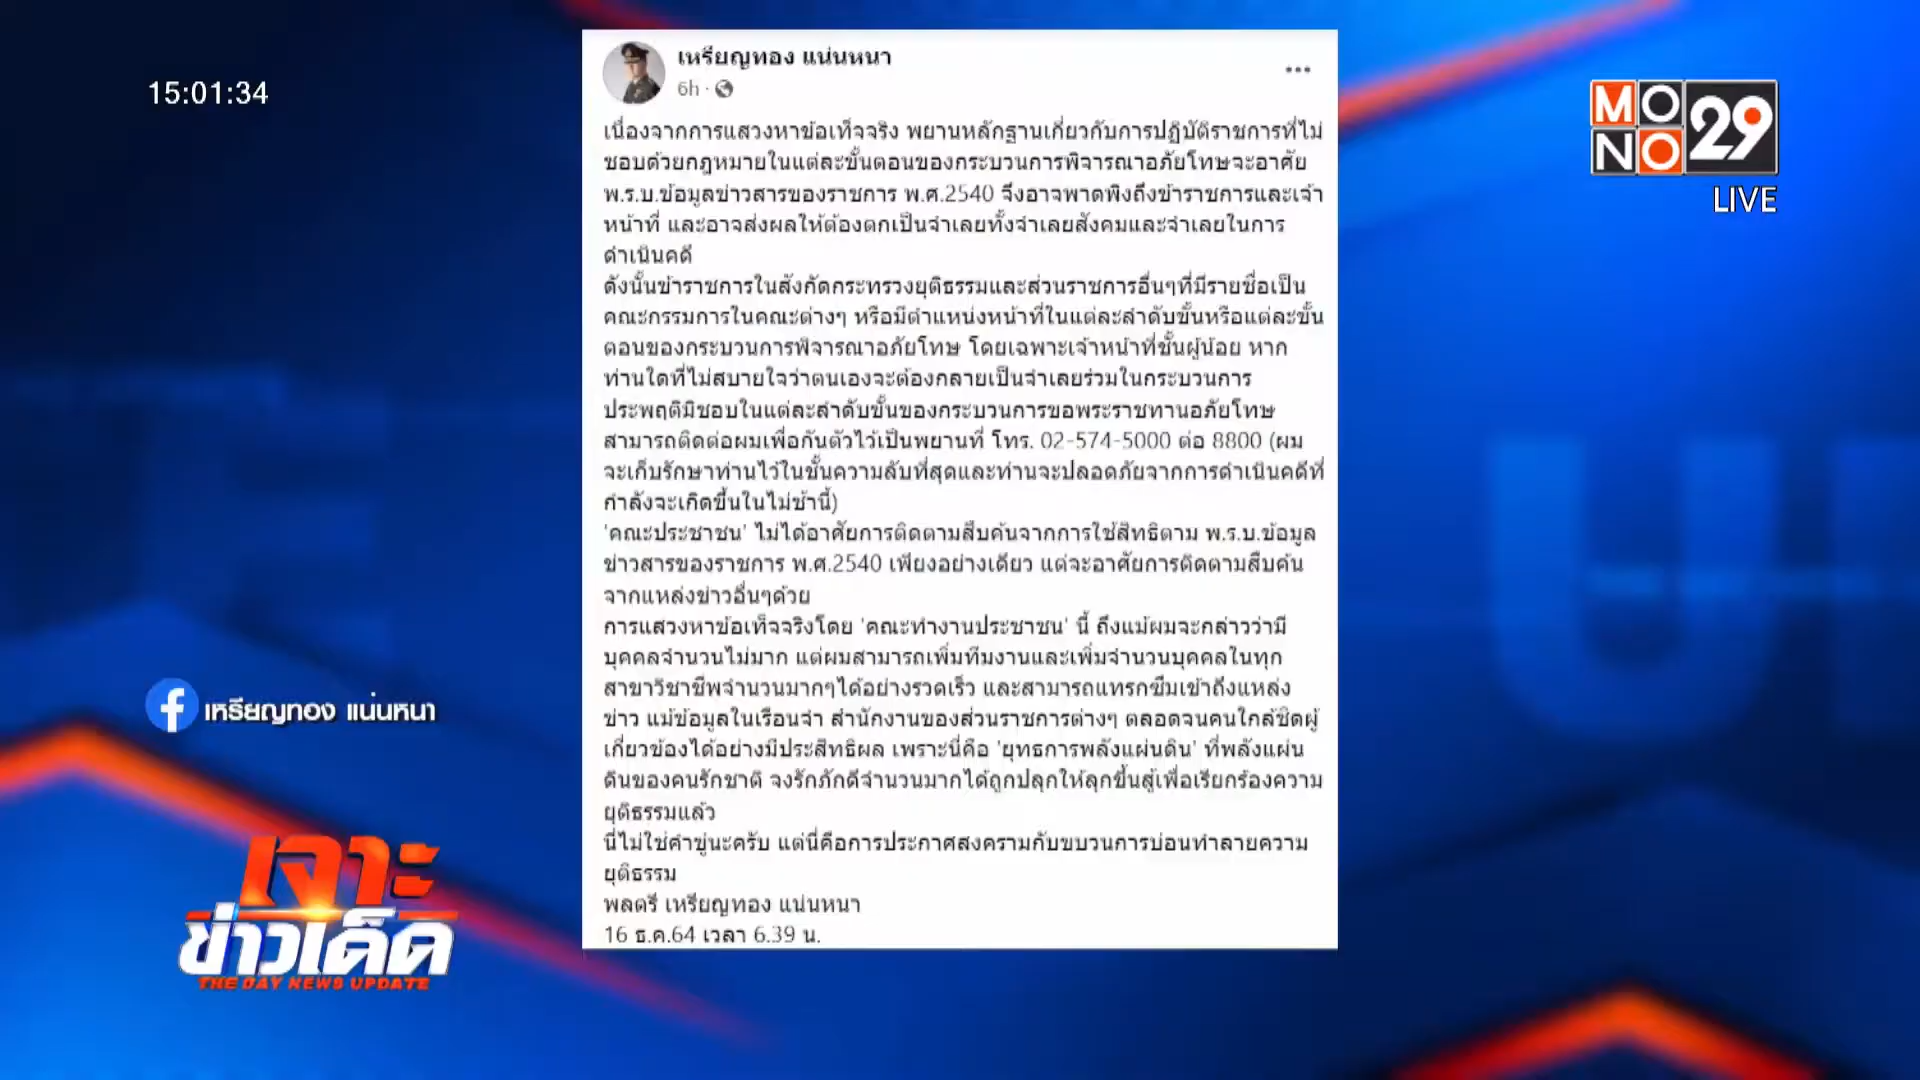 15:01:34
เหรียญทอง แน่นหนา
6h
เนื่องจากการแสวงหาข้อเท็จจริง พยานหลักฐานเกี่ยวกับการปฏิบัติราชการที่ไม่
ชอบด้วยกฎหมายในแต่ละขั้นตอนของกระบวนการพิจารณาอภัยโทษจะอาศัย
พ.ร.บ.ข้อมูลข่าวสารของราชการ พ.ศ.2540 จึงอาจพาดพิงถึงข้าราชการและเจ้า
หน้าที่ และอาจส่งผลให้ต้องตกเป็นจำเลยทั้งจำเลยสังคมและจำเลยในการ
ดำเนินคดี
ดังนั้นข้าราชการในสังกัดกระทรวงยุติธรรมและส่วนราชการอื่นๆที่มีรายชื่อเป็น
คณะกรรมการในคณะต่างๆ หรือมีตำแหน่งหน้าที่ในแต่ละลำดับขั้นหรือแต่ละขั้น
ตอนของกระบวนการพิจารณาอภัยโทษ โดยเฉพาะเจ้าหน้าที่ชั้นผู้น้อย หาก
ท่านใดที่ไม่สบายใจว่าตนเองจะต้องกลายเป็นจำเลยร่วมในกระบวนการ
ประพฤติมิชอบในแต่ละลำดับขั้นของกระบวนการขอพระราชทานอภัยโทษ
สามารถติดต่อผมเพื่อกันตัวไว้เป็นพยานที่ โทร. 02-574-5000 ต่อ 8800 (ผม
จะเก็บรักษาท่านไว้ในชั้นความลับที่สุดและท่านจะปลอดภัยจากการดำเนินคดีที่
กำลังจะเกิดขึ้นในไม่ช้านี้)
'คณะประชาชน' ไม่ได้อาศัยการติดตามสืบค้นจากการใช้สิทธิตาม พ.ร.บ.ข้อมูล
ข่าวสารของราชการ พ.ศ.2540 เพียงอย่างเดียว แต่จะอาศัยการติดตามสืบค้น
จากแหล่งข่าวอื่นๆด้วย
การแสวงหาข้อเท็จจริงโดย 'คณะทำงานประชาชน' นี้ ถึงแม้ผมจะกล่าวว่ามี
บุคคลจำนวนไม่มาก แต่ผมสามารถเพิ่มทีมงานและเพิ่มจำนวนบุคคลในทุก
สาขาวิชาชีพจำนวนมากๆได้อย่างรวดเร็ว และสามารถแทรกซึมเข้าถึงแหล่ง
ข่าว แม้ข้อมูลในเรือนจำ สำนักงานของส่วนราชการต่างๆ ตลอดจนคนใกล้ชิดผู้
เกี่ยวข้องได้อย่างมีประสิทธิผล เพราะนี่คือ 'ยุทธการพลังแผ่นดิน' ที่พลังแผ่น
ดินของคนรักชาติ จงรักภักดีจำนวนมากได้ถูกปลุกให้ลุกขึ้นสู้เพื่อเรียกร้องความ
ยุติธรรมแล้ว
นี่ไม่ใช่คำขู่นะครับ แต่นี่คือการประกาศสงครามกับขบวนการบ่อนทำลายความ
ยุติธรรม
พลตรี เหรียญทอง แน่นหนา
16 ธ.ค.64 เวลา 6.39 น.
MONO 29
LIVE
เหรียญทอง แน่นหนา
เจาะ
ข่าวเด็ด
THE DAY NEWS UPDATE